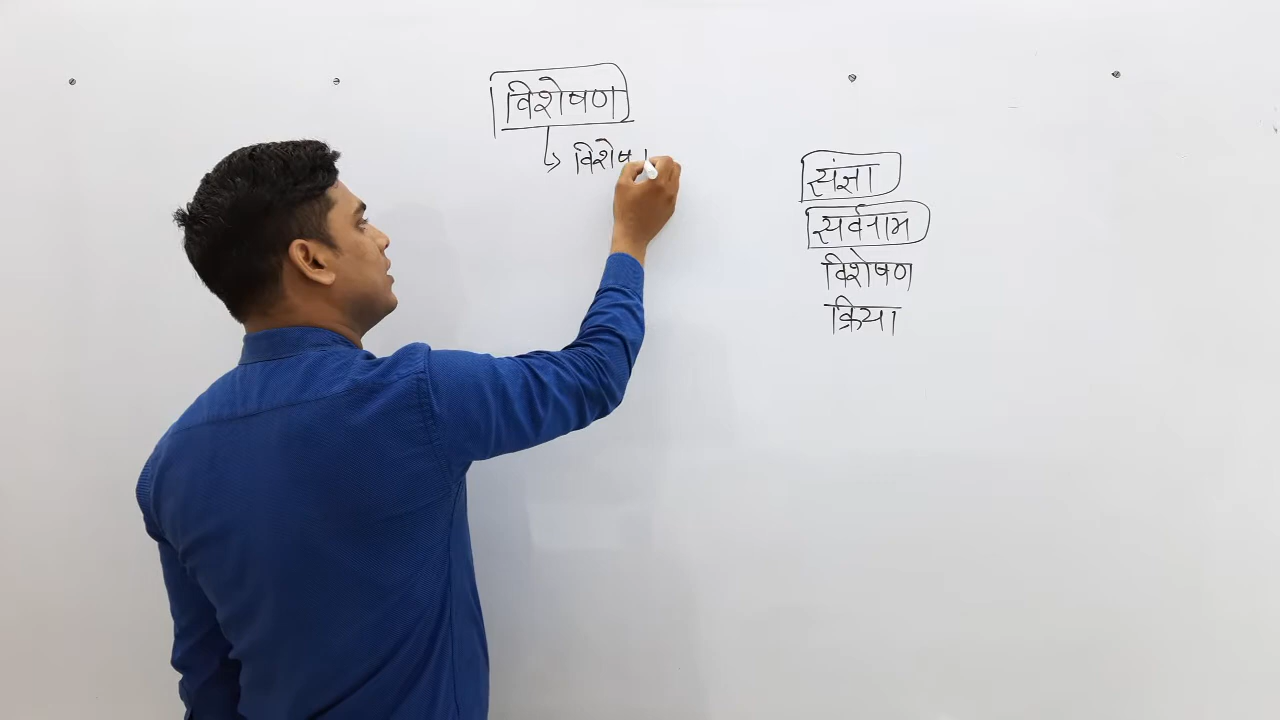 विशेषण
संज्ञा
सर्वनाम
विशेषण
क्रिया